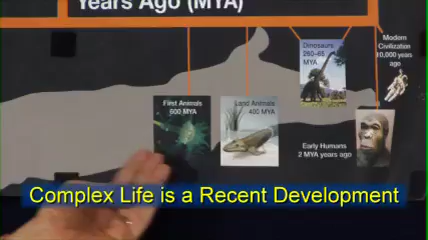 Years Ago (MYA)
Dinosaurs
250-65
MYA
Modern
Civilization
10,000 years
ago
First Animals
600 MYA
Land Animals
400 MYA
Early Humans
2 MYA years ago
Complex Life is a Recent Development